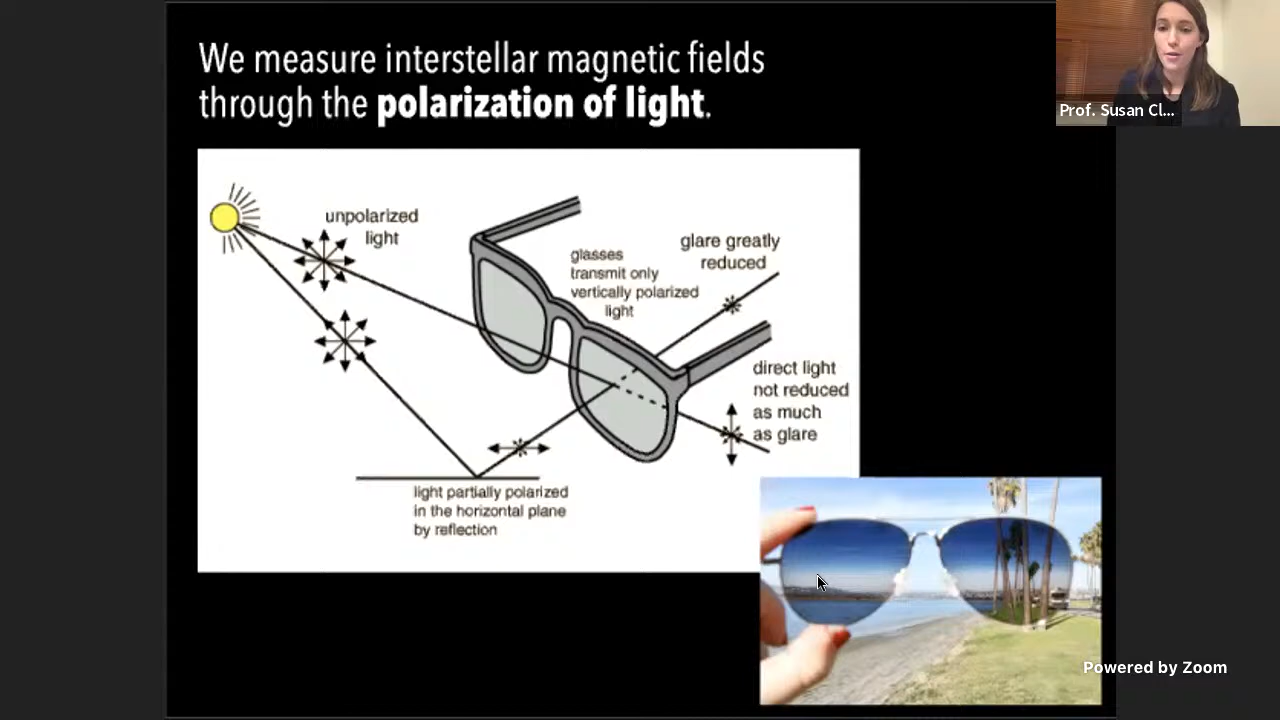 We measure interstellar magnetic fields
through the polarization of light.
Prof. Susan Cl...
unpolarized
light
glasses
transmit only
vertically polarized
light
glare greatly
reduced
direct light
not reduced
as much
as glare
light partially polarized
in the horizontal plane
by reflection
Powered by Zoom